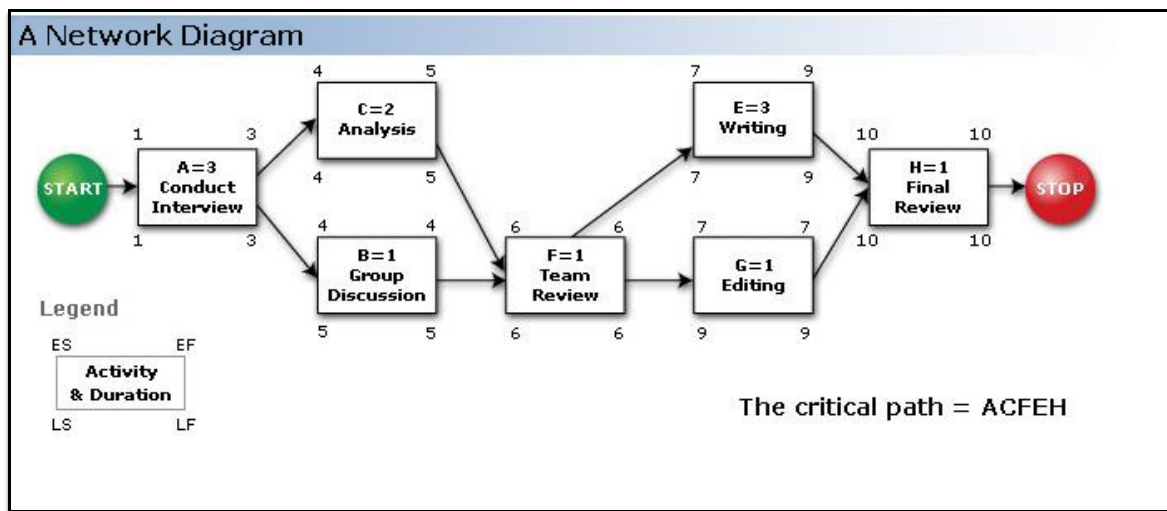 A Network Diagram
4 5
7 9
C=2
Analysis
E=3
Writing
1 3
10 10
START
A=3
Conduct
Interview
4 5
7 9
H=1
Final
Review
STOP
1 3
4 4
6 6
7 7
10 10
B=1
Group
Discussion
F=1
Team
Review
G=1
Editing
5 5
6 6
9 9
Legend
ES EF
Activity
& Duration
LS LF
The critical path = ACFEH